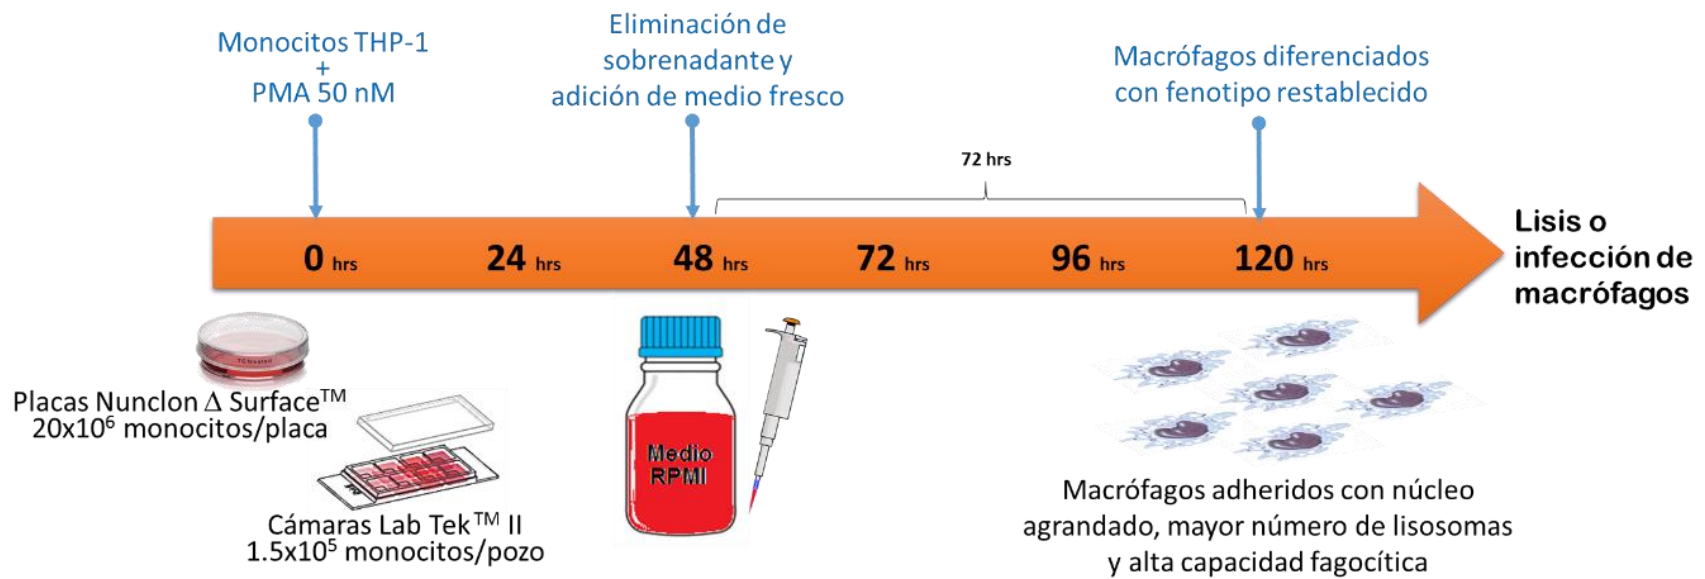 Monocitos THP-1
+
PMA 50 nM
Eliminación de
sobrenadante y
adición de medio fresco
Macrófagos diferenciados
con fenotipo restablecido
72 hrs
0 hrs
24 hrs
48 hrs
72 hrs
96 hrs
120 hrs
Lisis o
infección de
macrófagos
Placas Nunclon Δ Surface™
20x10⁶ monocitos/placa
Cámaras Lab Tek™ II
1.5x10⁵ monocitos/pozo
Medio
RPMI
Macrófagos adheridos con núcleo
agrandado, mayor número de lisosomas
y alta capacidad fagocítica